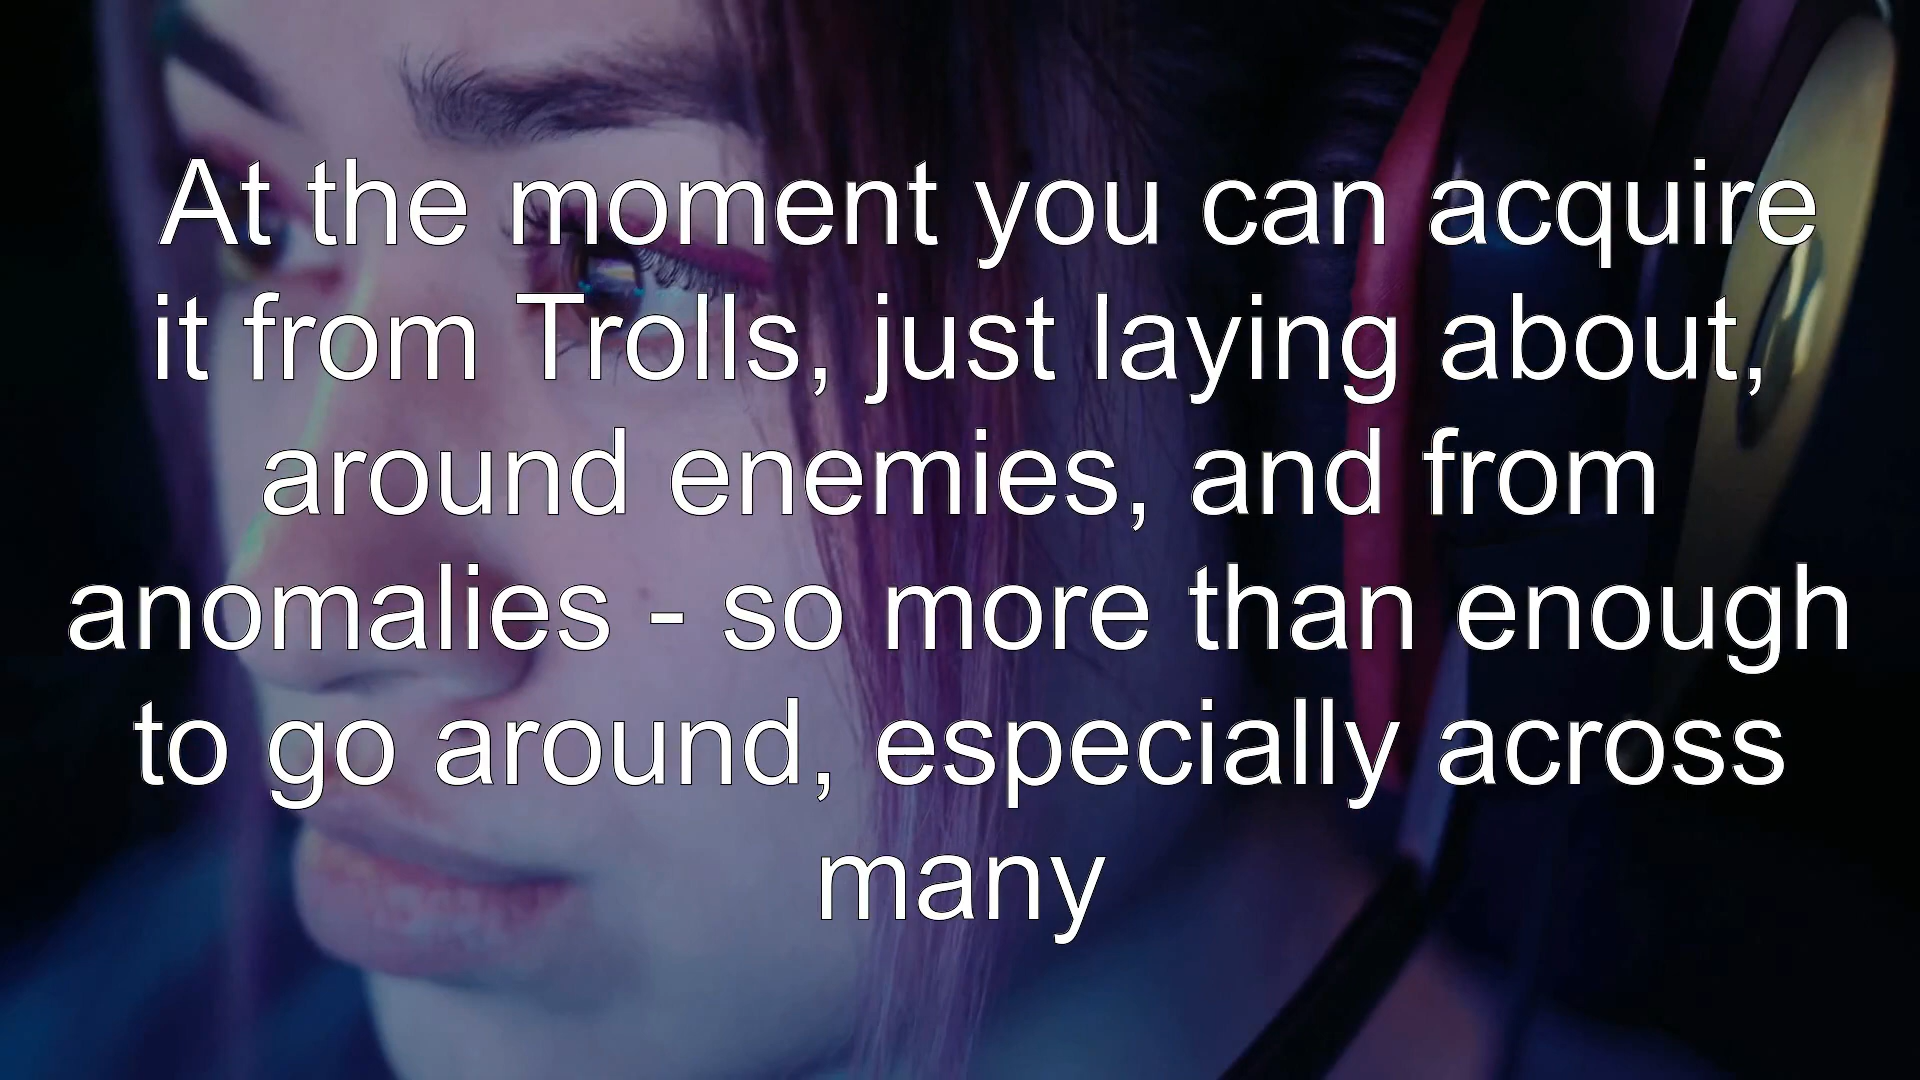 At the moment you can acquire
it from Trolls, just laying about,
around enemies, and from
anomalies - so more than enough
to go around, especially across
many